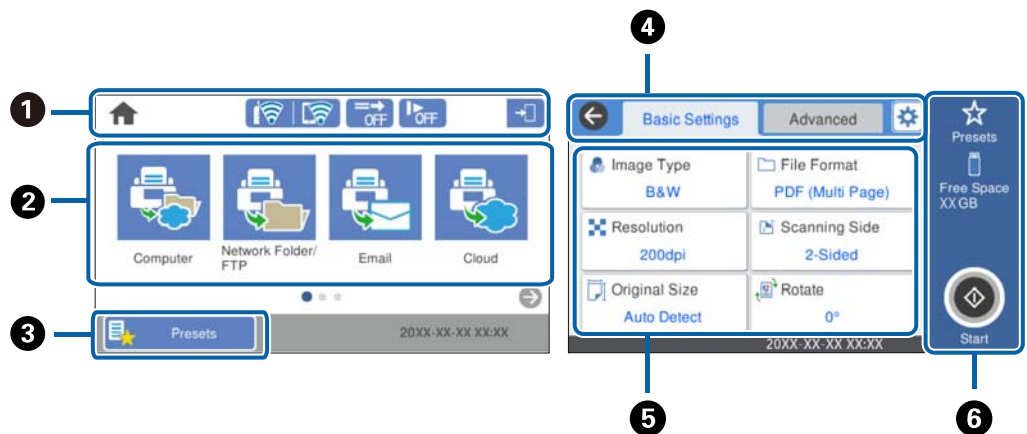 4
1
OFF
OFF
Basic Settings
Advanced
Presets
Free Space
XX GB
2
Computer
Network Folder/
FTP
Email
Cloud
Image Type
B&W
File Format
PDF (Multi Page)
Resolution
200dpi
Scanning Side
2-Sided
Original Size
Auto Detect
Rotate
0°
3
Presets
20XX-XX-XX XX:XX
20XX-XX-XX XX:XX
Start
5
6